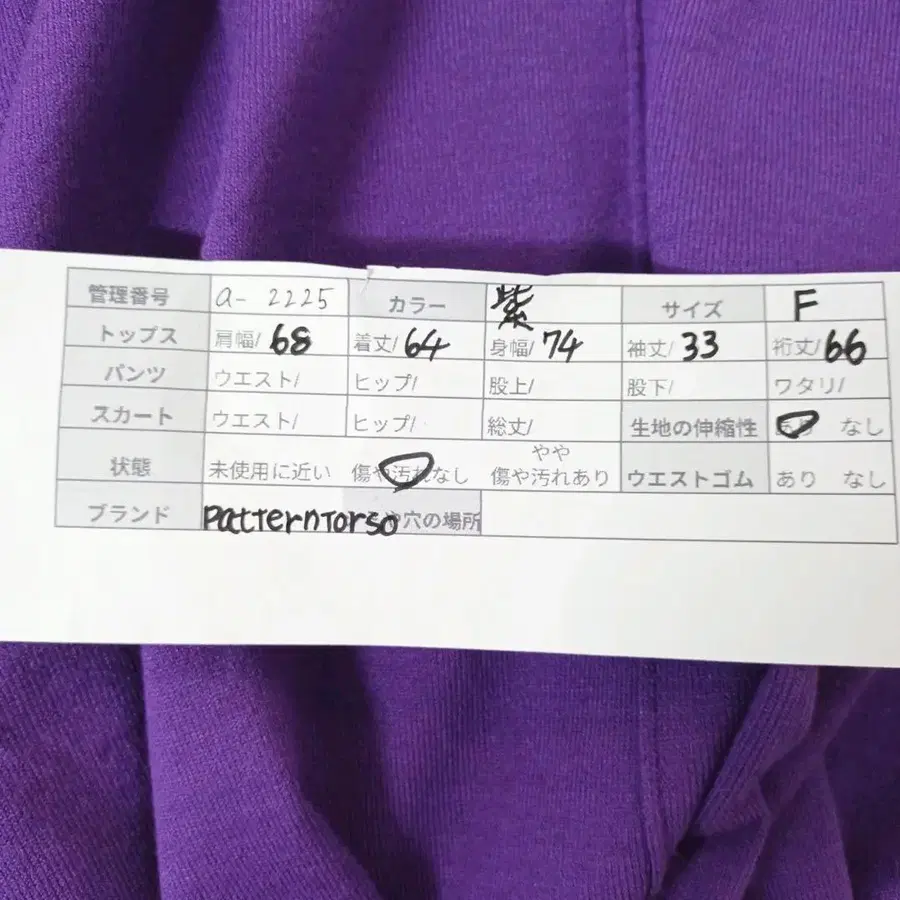 管理番号 a- 2225 カラー 紫 サイズ F
トップス 肩幅/ 68 着丈/ 64 身幅/ 74 袖丈/ 33 裄丈/ 66
パンツ ウエスト/ ヒップ/ 股上/ 股下/ ワタリ/
スカート ウエスト/ ヒップ/ 総丈/ 生地の伸縮性 あり なし
状態 未使用に近い 傷や汚れなし やや傷や汚れあり ウエストゴム あり なし
ブランド PatternTorso や穴の場所